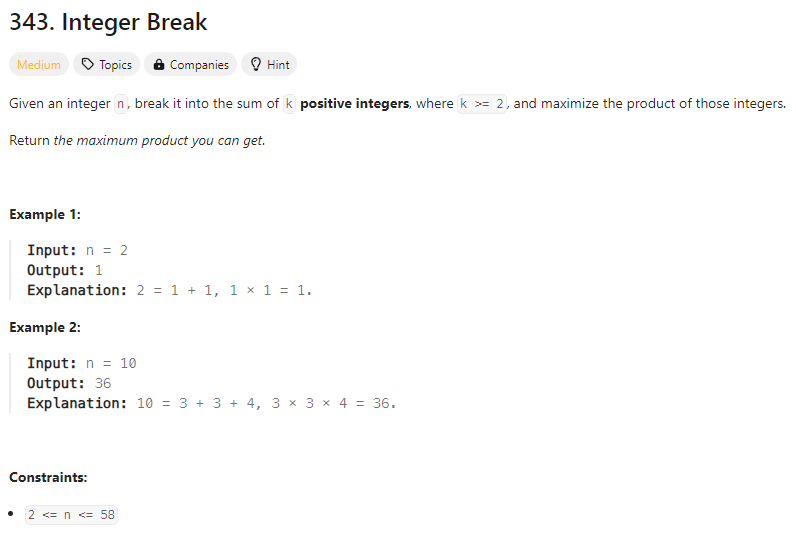 343. Integer Break
Medium Topics Companies Hint
Given an integer n, break it into the sum of k positive integers, where k >= 2, and maximize the product of those integers.
Return the maximum product you can get.
Example 1:
Input: n = 2
Output: 1
Explanation: 2 = 1 + 1, 1 × 1 = 1.
Example 2:
Input: n = 10
Output: 36
Explanation: 10 = 3 + 3 + 4, 3 × 3 × 4 = 36.
Constraints:
• 2 <= n <= 58